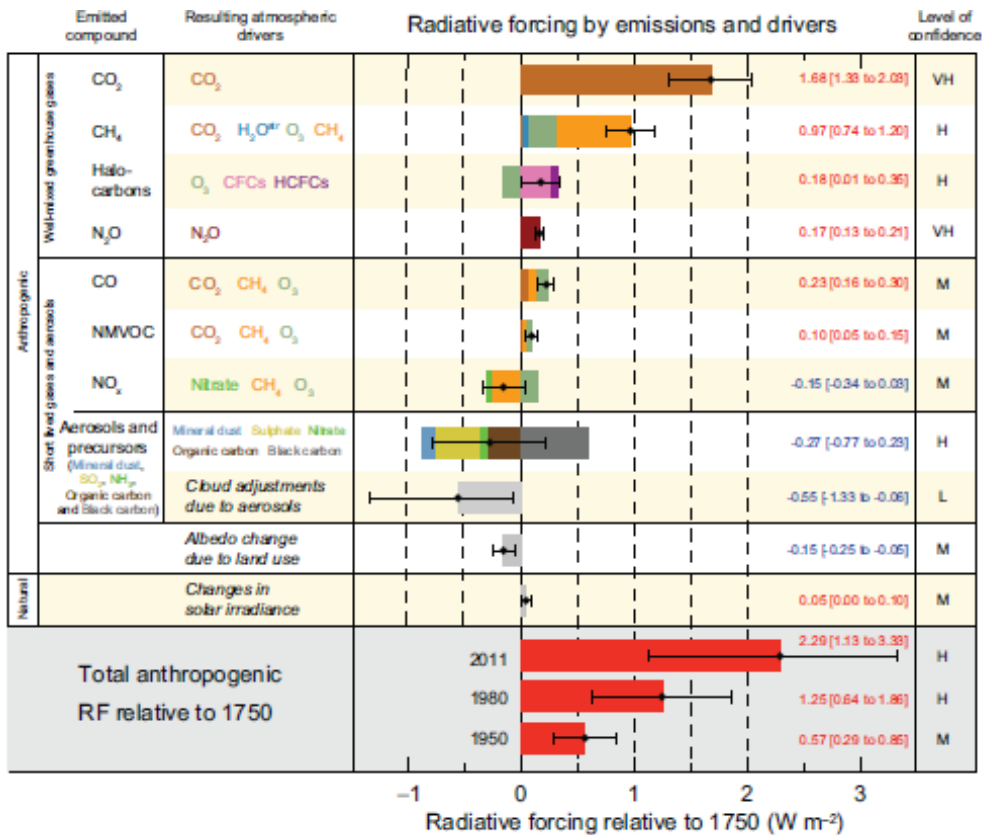 Emitted compound
Resulting atmospheric drivers
Radiative forcing by emissions and drivers
Level of confidence
Anthropogenic
Well-mixed greenhouse gases
CO₂
CO₂
1.68 [1.33 to 2.03]
VH
CH₄
CO₂ H₂Oˢᵗʳ O₃ CH₄
0.97 [0.74 to 1.20]
H
Halo-
carbons
O₃ CFCs HCFCs
0.18 [0.01 to 0.35]
H
N₂O
N₂O
0.17 [0.13 to 0.21]
VH
Short lived gases and aerosols
CO
CO₂ CH₄ O₃
0.23 [0.16 to 0.30]
M
NMVOC
CO₂ CH₄ O₃
0.10 [0.05 to 0.15]
M
NOₓ
Nitrate CH₄ O₃
-0.15 [-0.34 to 0.03]
M
Aerosols and
precursors
(Mineral dust,
SO₂, NH₃,
Organic carbon
and Black carbon)
Mineral dust Sulphate Nitrate
Organic carbon Black carbon
-0.27 [-0.77 to 0.23]
H
Cloud adjustments
due to aerosols
-0.55 [-1.33 to -0.06]
L
Albedo change
due to land use
-0.15 [-0.25 to -0.05]
M
Natural
Changes in
solar irradiance
0.05 [0.00 to 0.10]
M
Total anthropogenic
RF relative to 1750
2011
2.29 [1.13 to 3.33]
H
1980
1.25 [0.64 to 1.86]
H
1950
0.57 [0.29 to 0.85]
M
−1 0 1 2 3
Radiative forcing relative to 1750 (W m⁻²)